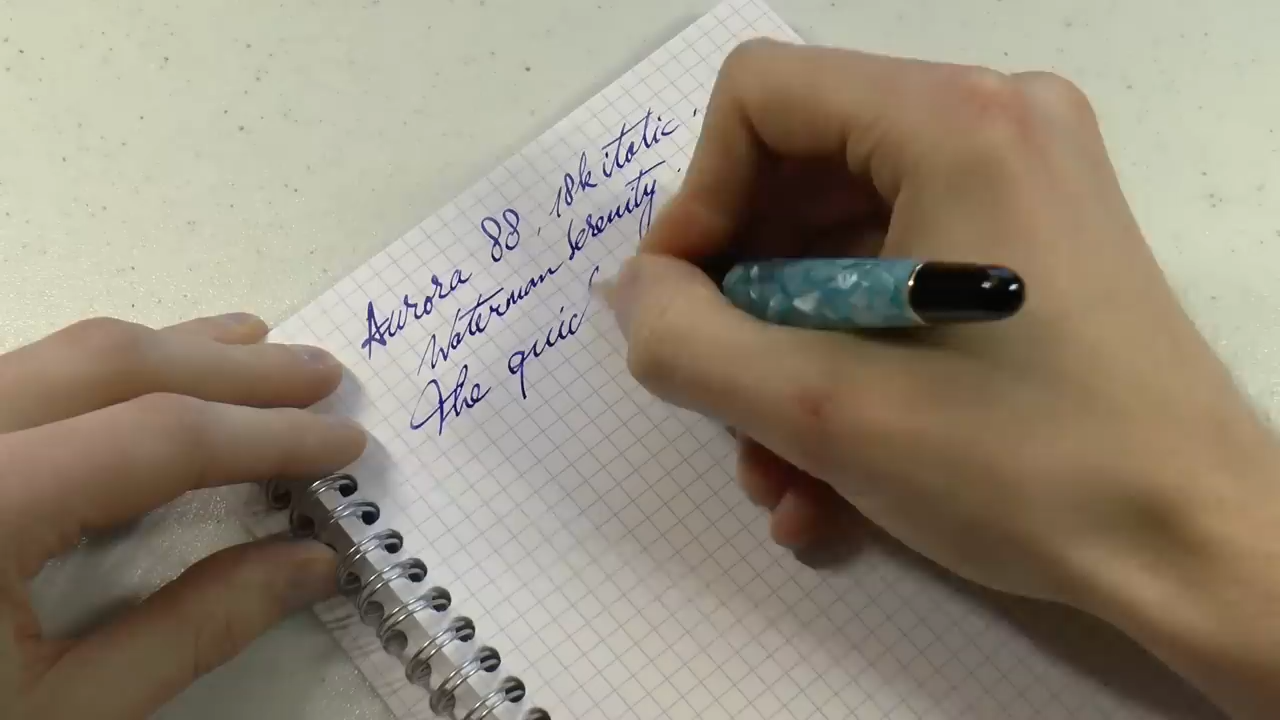 Aurora 88, 18k italic.
Waterman Serenity.
The quic